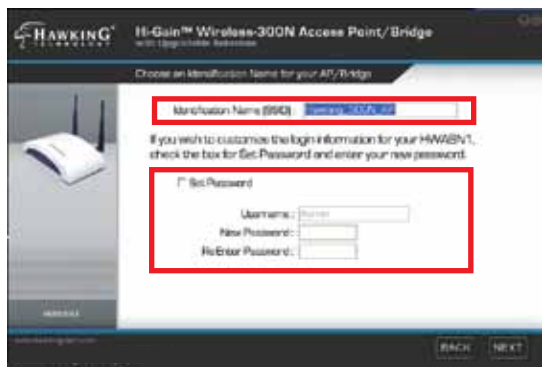 HAWKING
TECHNOLOGY
Hi-Gain™ Wireless-300N Access Point/Bridge
with Upgradable Antennas
Choose an Identification Name for your AP/Bridge
Identification Name (SSID) : Hawking_300N_AP
If you wish to customize the login information for your HWABN1,
check the box for Set Password and enter your new password.
Set Password
Username :
New Password :
Re-Enter Password :
BACK NEXT